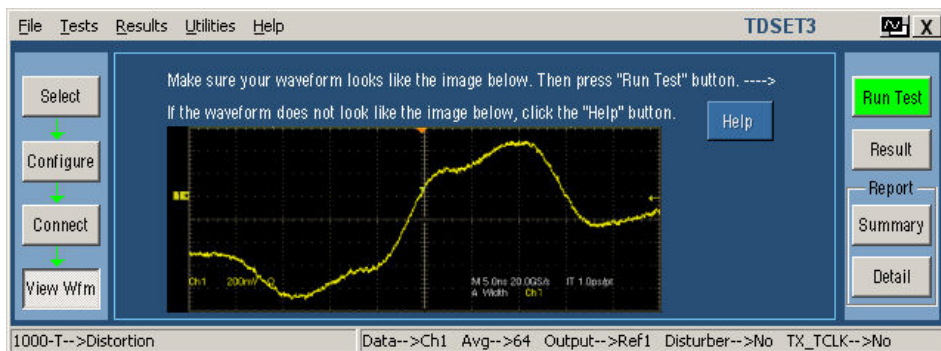 File Tests Results Utilities Help TDSET3 X
Make sure your waveform looks like the image below. Then press "Run Test" button. ---->
If the waveform does not look like the image below, click the "Help" button.
Help
Select
Configure
Connect
View Wfm
Run Test
Result
Report
Summary
Detail
Ch1 200mV Ω M 5.0ns 20.0GS/s IT 1.0ps/pt
A Width Ch1
1000-T-->Distortion Data-->Ch1 Avg-->64 Output-->Ref1 Disturber-->No TX_TCLK-->No